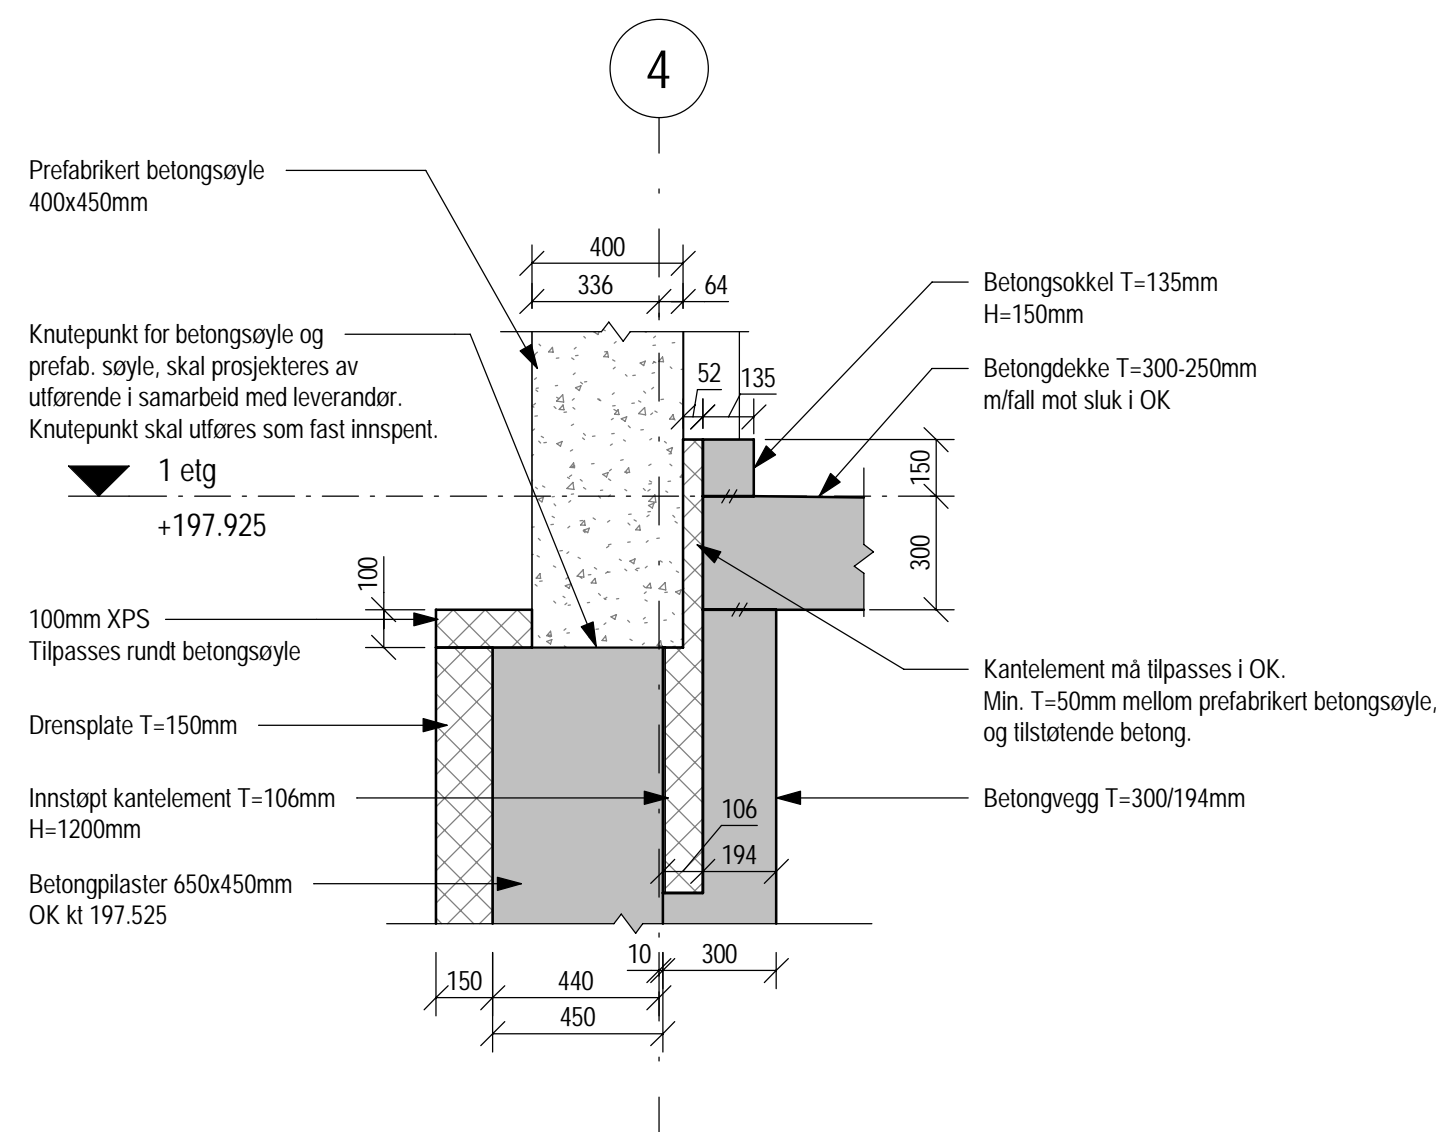 4
Prefabrikert betongsøyle
400x450mm
400
336
64
Betongsokkel T=135mm
H=150mm
Knutepunkt for betongsøyle og
prefab. søyle, skal prosjekteres av
utførende i samarbeid med leverandør.
Knutepunkt skal utføres som fast innspent.
Betongdekke T=300-250mm
m/fall mot sluk i OK
52
135
1 etg
+197.925
150
300
100
100mm XPS
Tilpasses rundt betongsøyle
Kantelement må tilpasses i OK.
Min. T=50mm mellom prefabrikert betongsøyle,
og tilstøtende betong.
Drensplate T=150mm
Innstøpt kantelement T=106mm
H=1200mm
Betongvegg T=300/194mm
106
194
Betongpilaster 650x450mm
OK kt 197.525
10
300
150
440
450